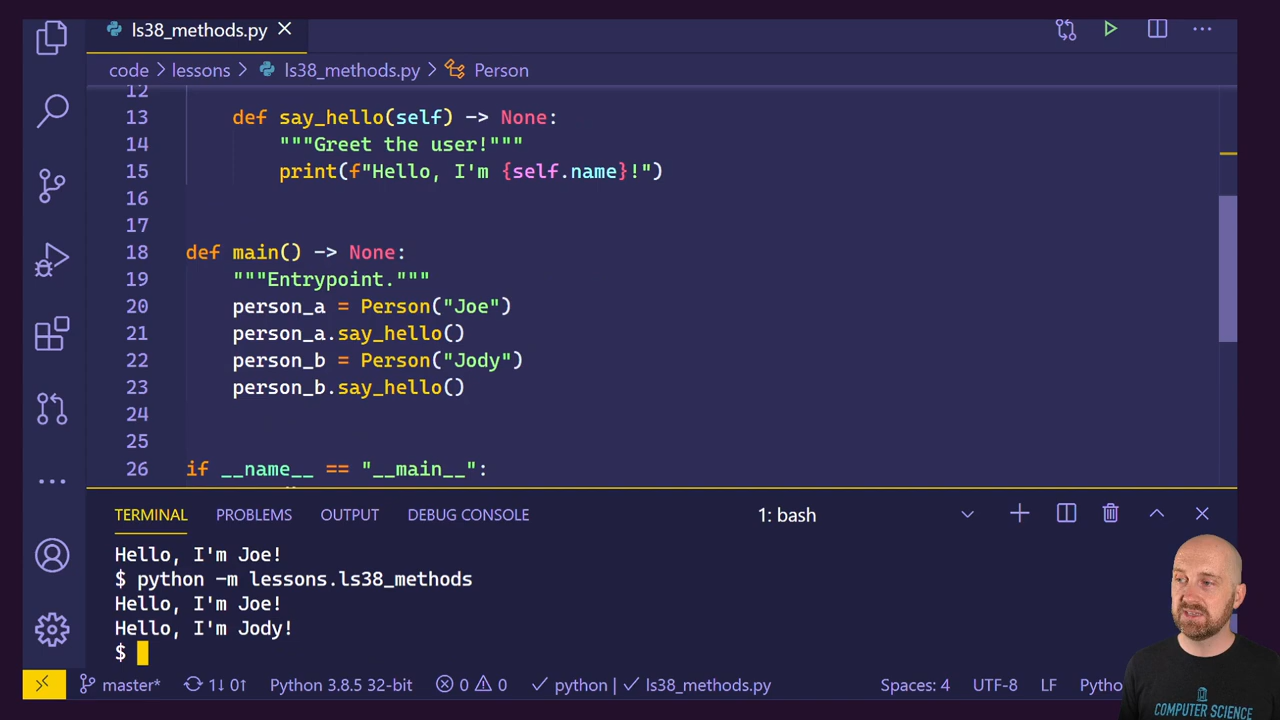 ls38_methods.py
code > lessons > ls38_methods.py > Person
12
13 def say_hello(self) -> None:
14 """Greet the user!"""
15 print(f"Hello, I'm {self.name}!")
16
17
18 def main() -> None:
19 """Entrypoint."""
20 person_a = Person("Joe")
21 person_a.say_hello()
22 person_b = Person("Jody")
23 person_b.say_hello()
24
25
26 if __name__ == "__main__":
TERMINAL PROBLEMS OUTPUT DEBUG CONSOLE 1: bash
Hello, I'm Joe!
$ python -m lessons.ls38_methods
Hello, I'm Joe!
Hello, I'm Jody!
$
master* 1↓ 0↑ Python 3.8.5 32-bit 0 0 ✓ python | ✓ ls38_methods.py Spaces: 4 UTF-8 LF Pytho
COMPUTER SCIENCE